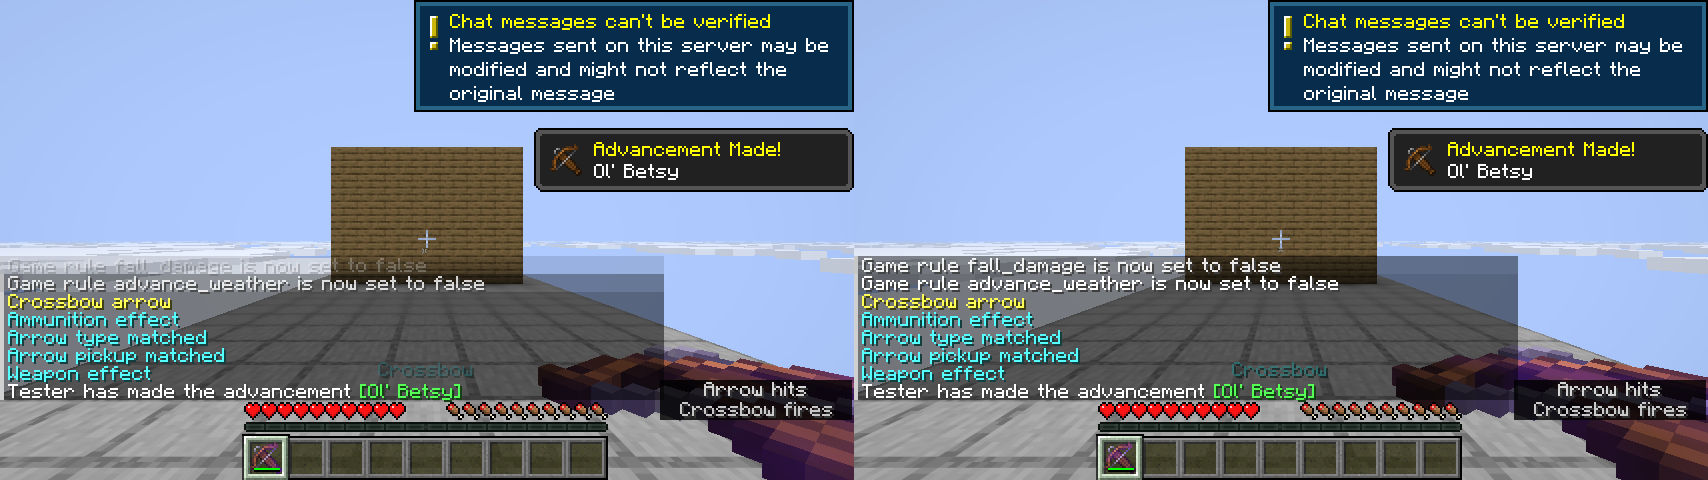 Chat messages can't be verified
Messages sent on this server may be
modified and might not reflect the
original message
Advancement Made!
Ol' Betsy
Game rule fall_damage is now set to false
Game rule advance_weather is now set to false
Crossbow arrow
Ammunition effect
Arrow type matched
Arrow pickup matched
Weapon effect
Tester has made the advancement [Ol' Betsy]
Crossbow
Arrow hits
Crossbow fires
Chat messages can't be verified
Messages sent on this server may be
modified and might not reflect the
original message
Advancement Made!
Ol' Betsy
Game rule fall_damage is now set to false
Game rule advance_weather is now set to false
Crossbow arrow
Ammunition effect
Arrow type matched
Arrow pickup matched
Weapon effect
Tester has made the advancement [Ol' Betsy]
Crossbow
Arrow hits
Crossbow fires